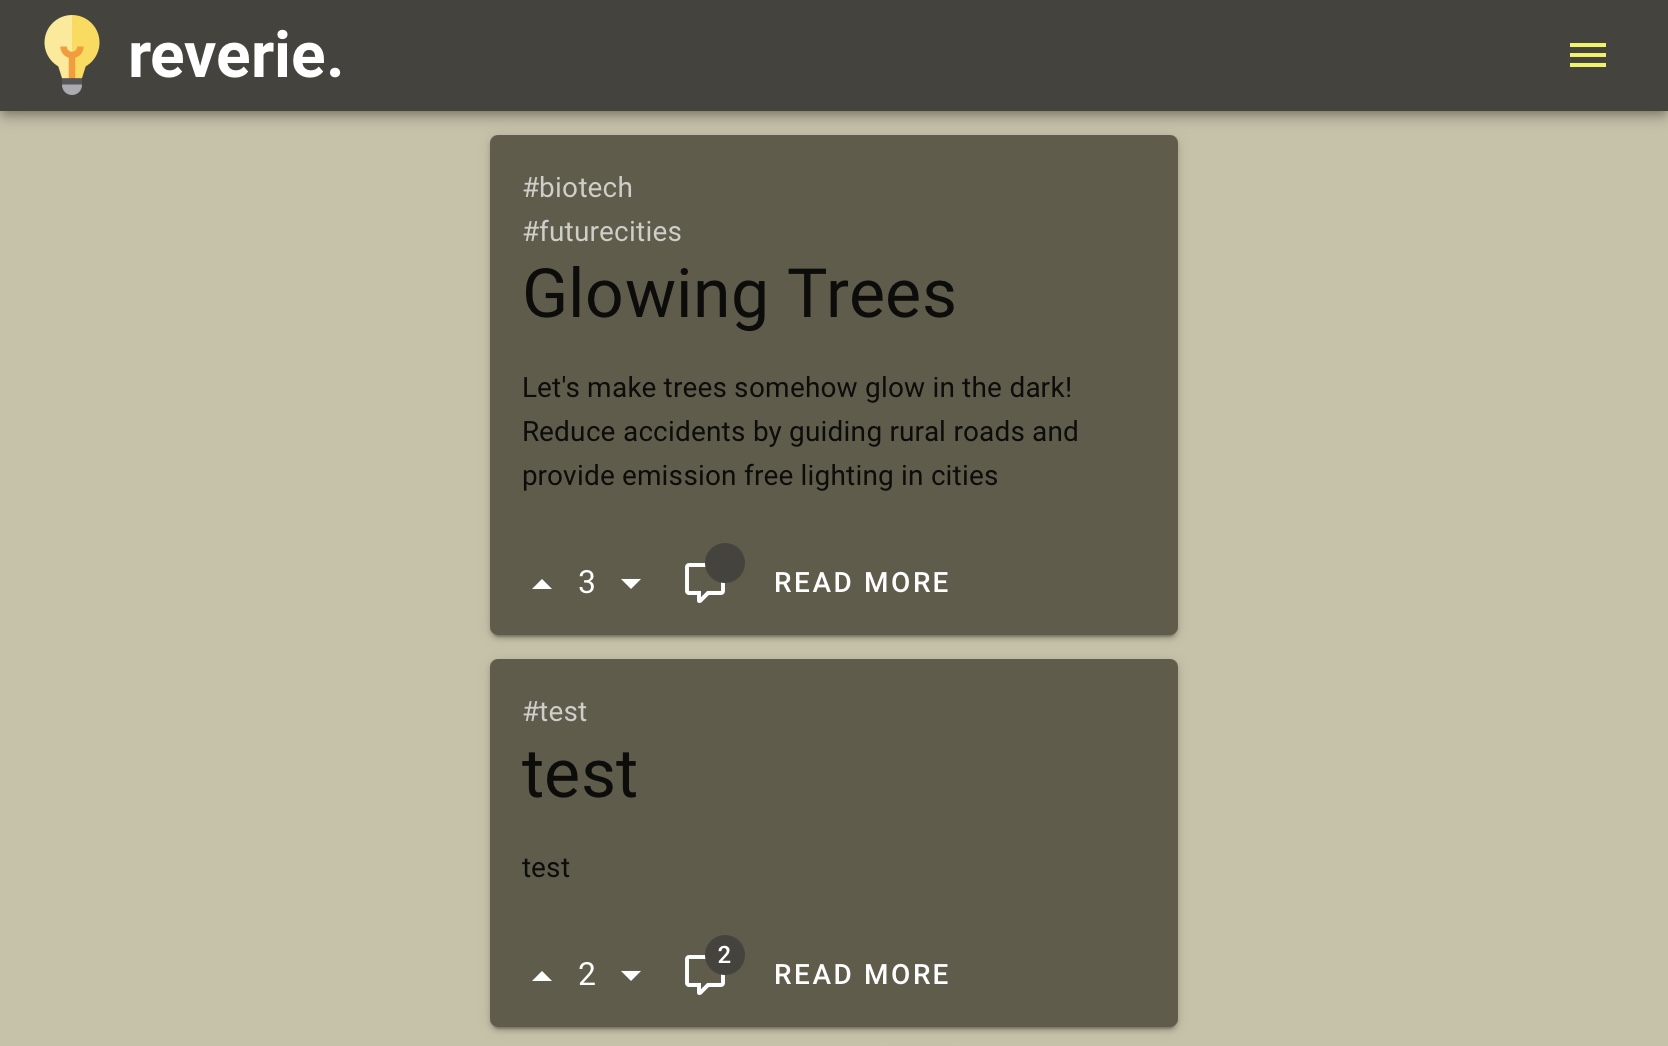 reverie.
#biotech
#futurecities
Glowing Trees
Let's make trees somehow glow in the dark!
Reduce accidents by guiding rural roads and
provide emission free lighting in cities
3 READ MORE
#test
test
test
2 2 READ MORE